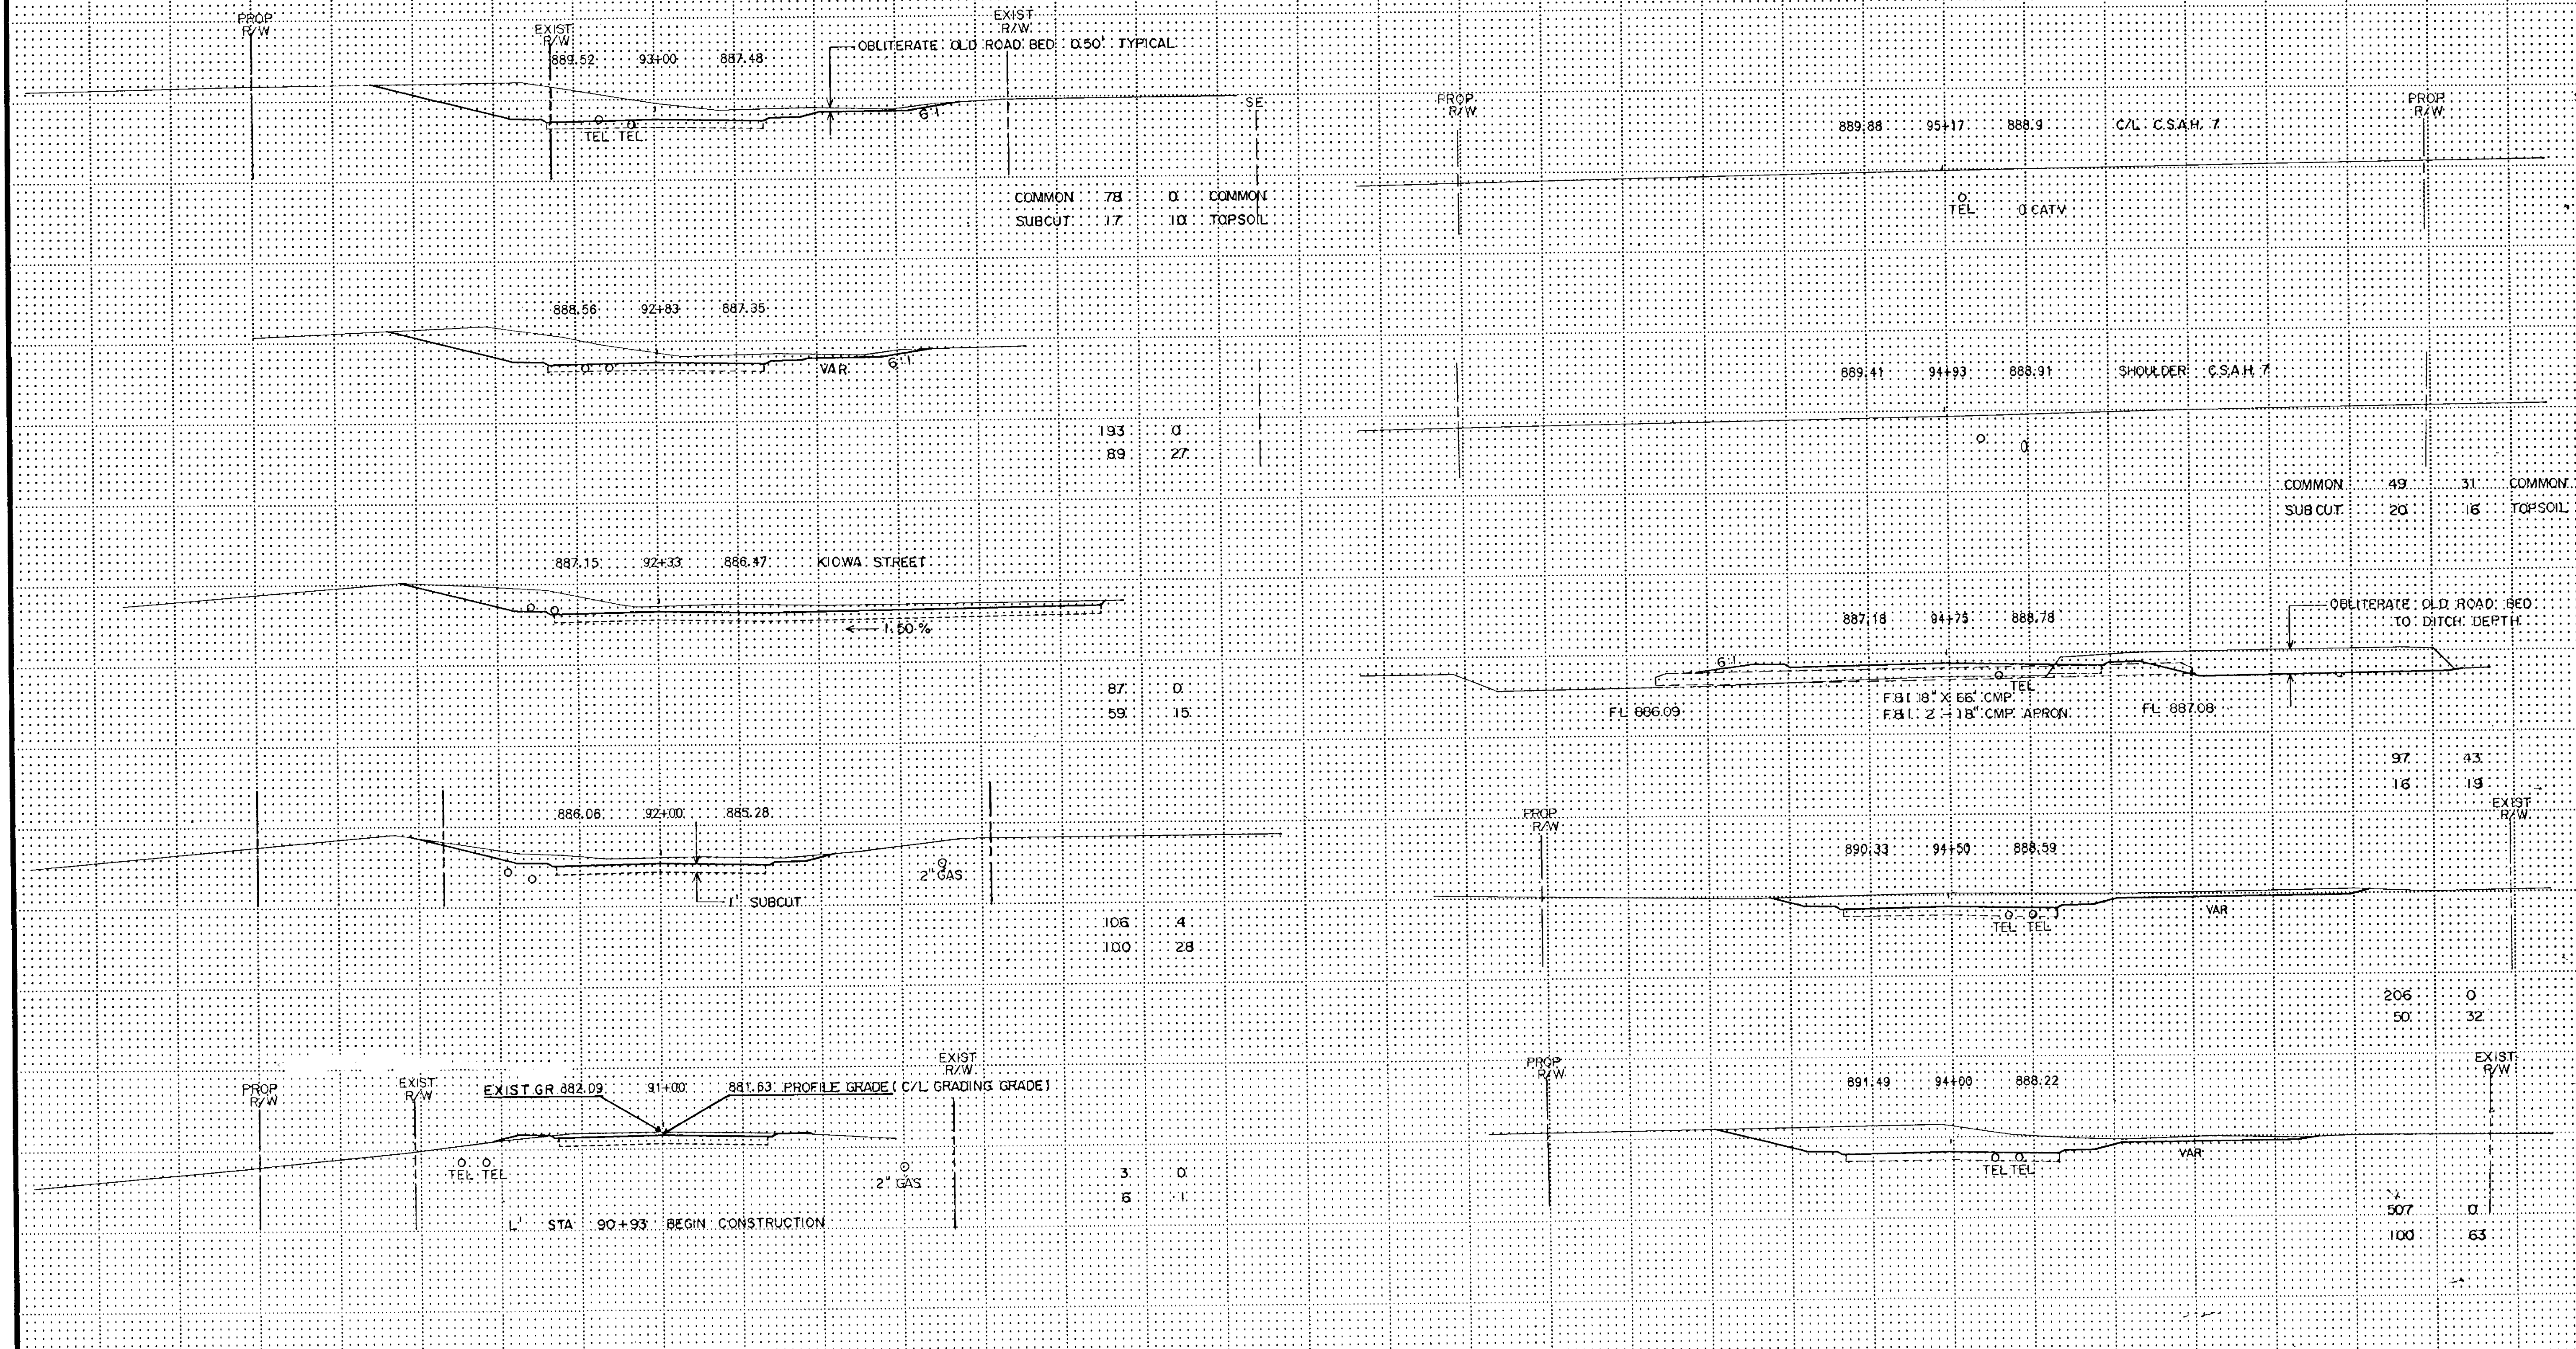 PROP
R/W
EXIST
R/W
EXIST
R/W
889.52 93+00 887.48
OBLITERATE OLD ROAD BED 0.50' TYPICAL
6:1
SE
TEL TEL
COMMON 78 0 COMMON
SUBCUT 17 10 TOPSOIL
888.56 92+83 887.35
VAR 6:1
193 0
89 27
887.15 92+33 886.47 KIOWA STREET
1.50%
87 0
59 15
886.06 92+00 885.28
2" GAS
1' SUBCUT
106 4
100 28
PROP
R/W
EXIST
R/W
EXIST
R/W
EXIST GR 882.09 91+00 881.63 PROFILE GRADE (C/L GRADING GRADE)
TEL TEL
2" GAS
3 0
6 1
L' STA 90+93 BEGIN CONSTRUCTION
PROP
R/W
PROP
R/W
889.88 95+17 888.9 C/L C.S.A.H. 7
TEL CATV
889.41 94+93 888.91 SHOULDER C.S.A.H. 7
COMMON 49 31 COMMON
SUBCUT 20 16 TOPSOIL
887.18 94+75 888.78
OBLITERATE OLD ROAD BED
TO DITCH DEPTH
6:1
TEL
F&I 18" X 66' CMP
F&I 2 - 18" CMP APRON
FL 886.09
FL 887.08
97 43
16 19
PROP
R/W
EXIST
R/W
890.33 94+50 888.59
VAR
TEL TEL
206 0
50 32
PROP
R/W
EXIST
R/W
891.49 94+00 888.22
VAR
TEL TEL
507 0
100 63